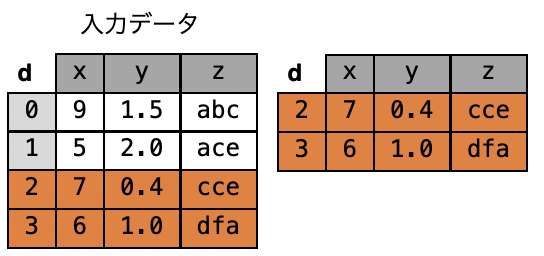 入力データ
d x y z
0 9 1.5 abc
1 5 2.0 ace
2 7 0.4 cce
3 6 1.0 dfa
d x y z
2 7 0.4 cce
3 6 1.0 dfa